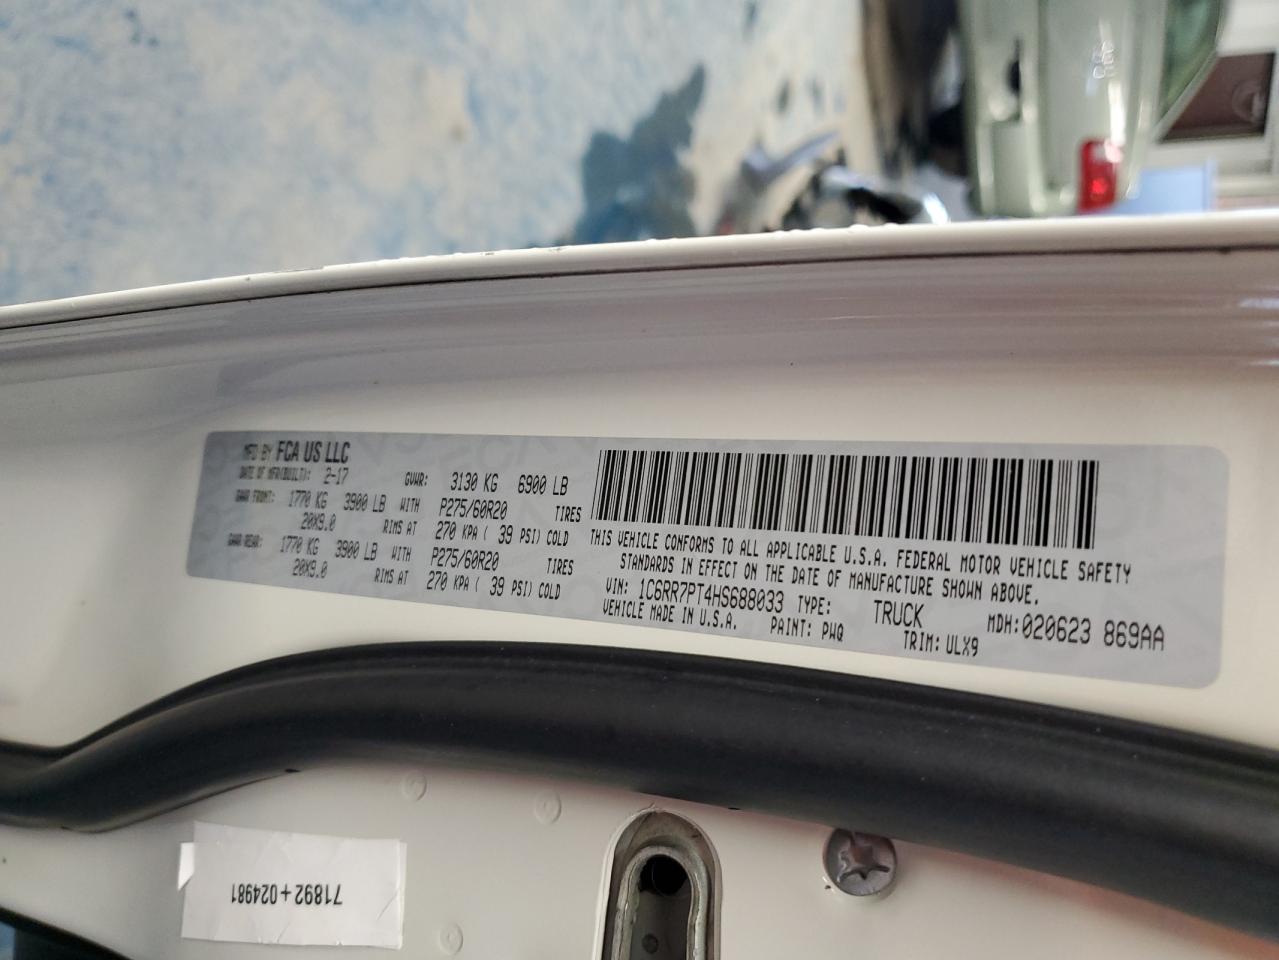 MFD BY FCA US LLC
DATE OF MFR(BUILT): 2-17 GVWR: 3130 KG 6900 LB
GAWR FRONT: 1770 KG 3900 LB WITH P275/60R20 TIRES
20X9.0 RIMS AT 270 KPA ( 39 PSI) COLD
GAWR REAR: 1770 KG 3900 LB WITH P275/60R20 TIRES
20X9.0 RIMS AT 270 KPA ( 39 PSI) COLD
THIS VEHICLE CONFORMS TO ALL APPLICABLE U.S.A. FEDERAL MOTOR VEHICLE SAFETY
STANDARDS IN EFFECT ON THE DATE OF MANUFACTURE SHOWN ABOVE.
VIN: 1C6RR7PT4HS688033 TYPE: TRUCK MDH:020623 869AA
VEHICLE MADE IN U.S.A. PAINT: PWQ TRIM: ULX9
71892+024981